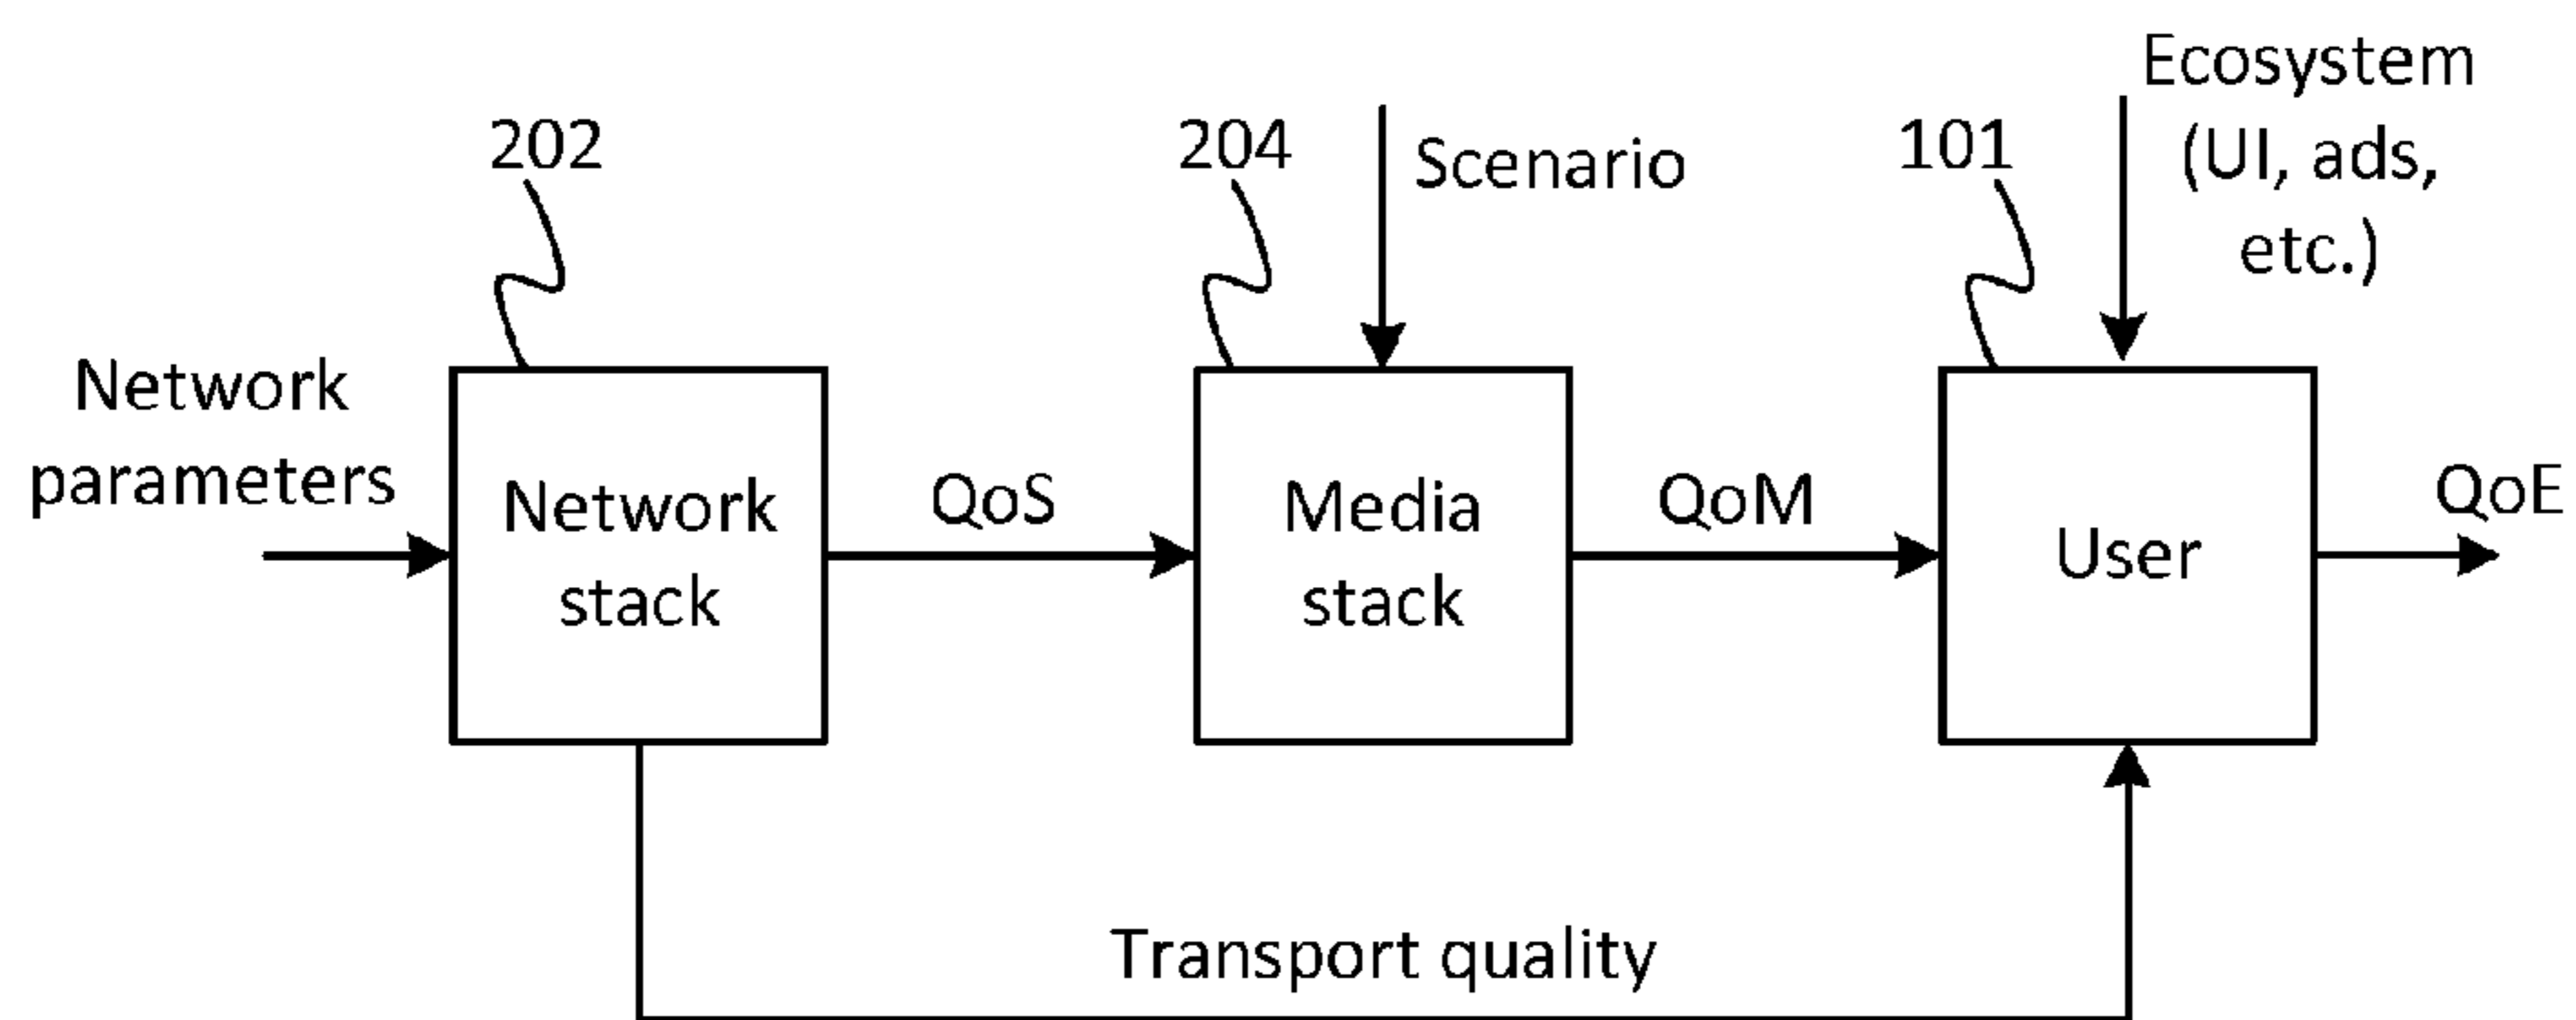 Ecosystem
(UI, ads,
etc.)
202
204
Scenario
101
Network
parameters
Network
stack
QoS
Media
stack
QoM
User
QoE
Transport quality